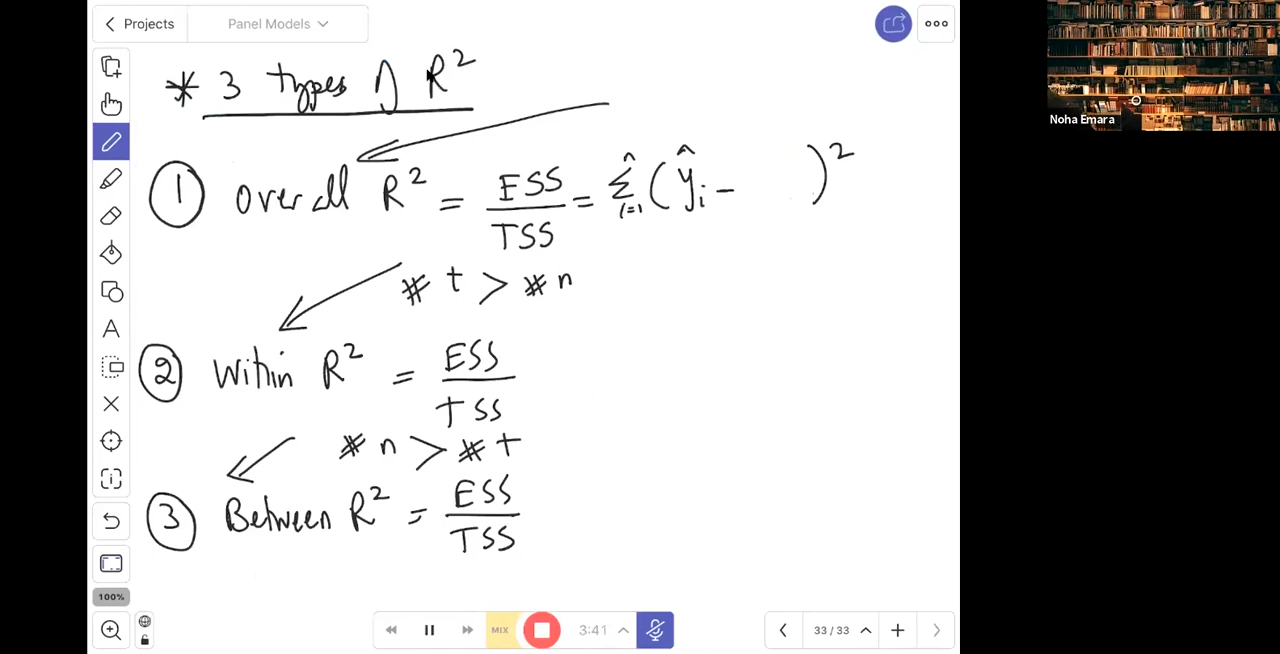 Projects
Panel Models
Noha Emara
* 3 types of R²
① Overall R² = ESS / TSS = Σ̂ i=1 (ŷi - )²
# t > # n
② Within R² = ESS / TSS
# n > # t
③ Between R² = ESS / TSS
A
100%
MIX
3:41
33 / 33